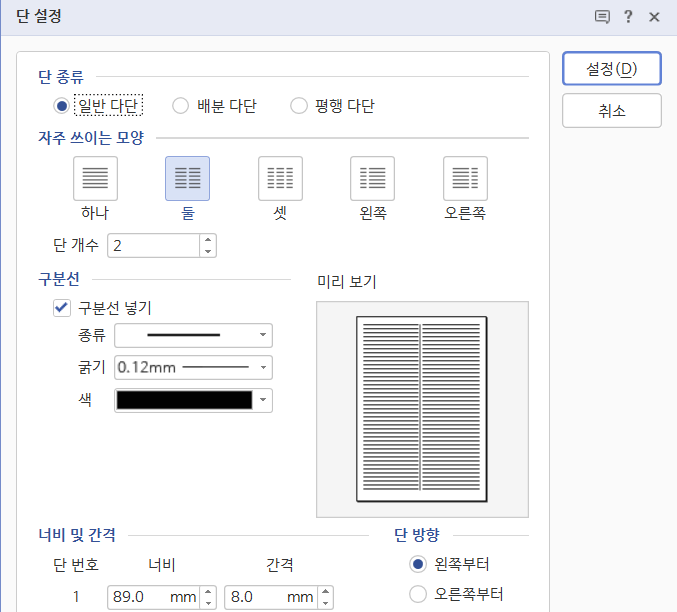 단 설정
단 종류
일반 다단 배분 다단 평행 다단
설정(D)
취소
자주 쓰이는 모양
하나 둘 셋 왼쪽 오른쪽
단 개수 2
구분선
구분선 넣기
종류
굵기 0.12mm
색
미리 보기
너비 및 간격
단 번호 너비 간격
1 89.0 mm 8.0 mm
단 방향
왼쪽부터
오른쪽부터